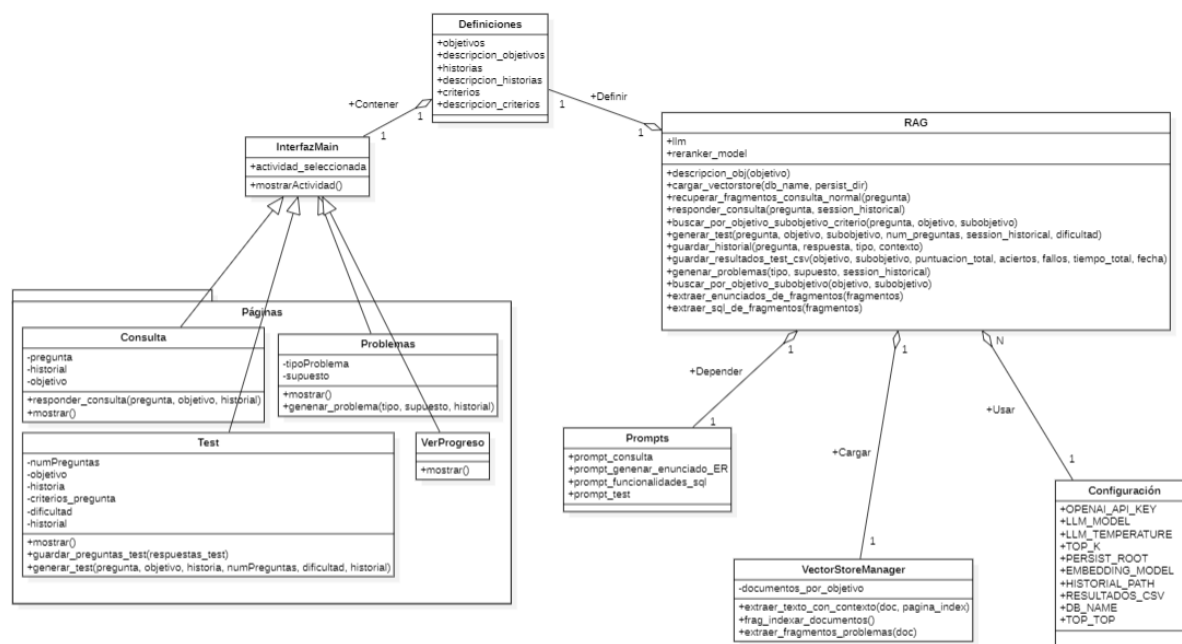 Definiciones
+objetivos
+descripcion_objetivos
+historias
+descripcion_historias
+criterios
+descripcion_criterios
+Contener
1
1
+Definir
1
1
InterfazMain
+actividad_seleccionada
+mostrarActividad()
RAG
+llm
+reranker_model
+descripcion_obj(objetivo)
+cargar_vectorstore(db_name, persist_dir)
+recuperar_fragmentos_consulta_normal(pregunta)
+responder_consulta(pregunta, session_historical)
+buscar_por_objetivo_subobjetivo_criterio(pregunta, objetivo, subobjetivo)
+generar_test(pregunta, objetivo, subobjetivo, num_preguntas, session_historical, dificultad)
+guardar_historial(pregunta, respuesta, tipo, contexto)
+guardar_resultados_test_csv(objetivo, subobjetivo, puntuacion_total, aciertos, fallos, tiempo_total, fecha)
+genenar_problemas(tipo, supuesto, session_historical)
+buscar_por_objetivo_subobjetivo(objetivo, subobjetivo)
+extraer_enunciados_de_fragmentos(fragmentos)
+extraer_sql_de_fragmentos(fragmentos)
Páginas
Consulta
-pregunta
-historial
-objetivo
+responder_consulta(pregunta, objetivo, historial)
+mostrar()
Problemas
-tipoProblema
-supuesto
+mostrar()
+genenar_problema(tipo, supuesto, historial)
Test
-numPreguntas
-objetivo
-historia
-criterios_pregunta
-dificultad
-historial
+mostrar()
+guardar_preguntas_test(respuestas_test)
+generar_test(pregunta, objetivo, historia, numPreguntas, dificultad, historial)
VerProgreso
+mostrar()
1
+Depender
1
1
+Cargar
1
N
+Usar
1
Prompts
+prompt_consulta
+prompt_genenar_enunciado_ER
+prompt_funcionalidades_sql
+prompt_test
VectorStoreManager
-documentos_por_objetivo
+extraer_texto_con_contexto(doc, pagina_index)
+frag_indexar_documentos()
+extraer_fragmentos_problemas(doc)
Configuración
+OPENAI_API_KEY
+LLM_MODEL
+LLM_TEMPERATURE
+TOP_K
+PERSIST_ROOT
+EMBEDDING_MODEL
+HISTORIAL_PATH
+RESULTADOS_CSV
+DB_NAME
+TOP_TOP